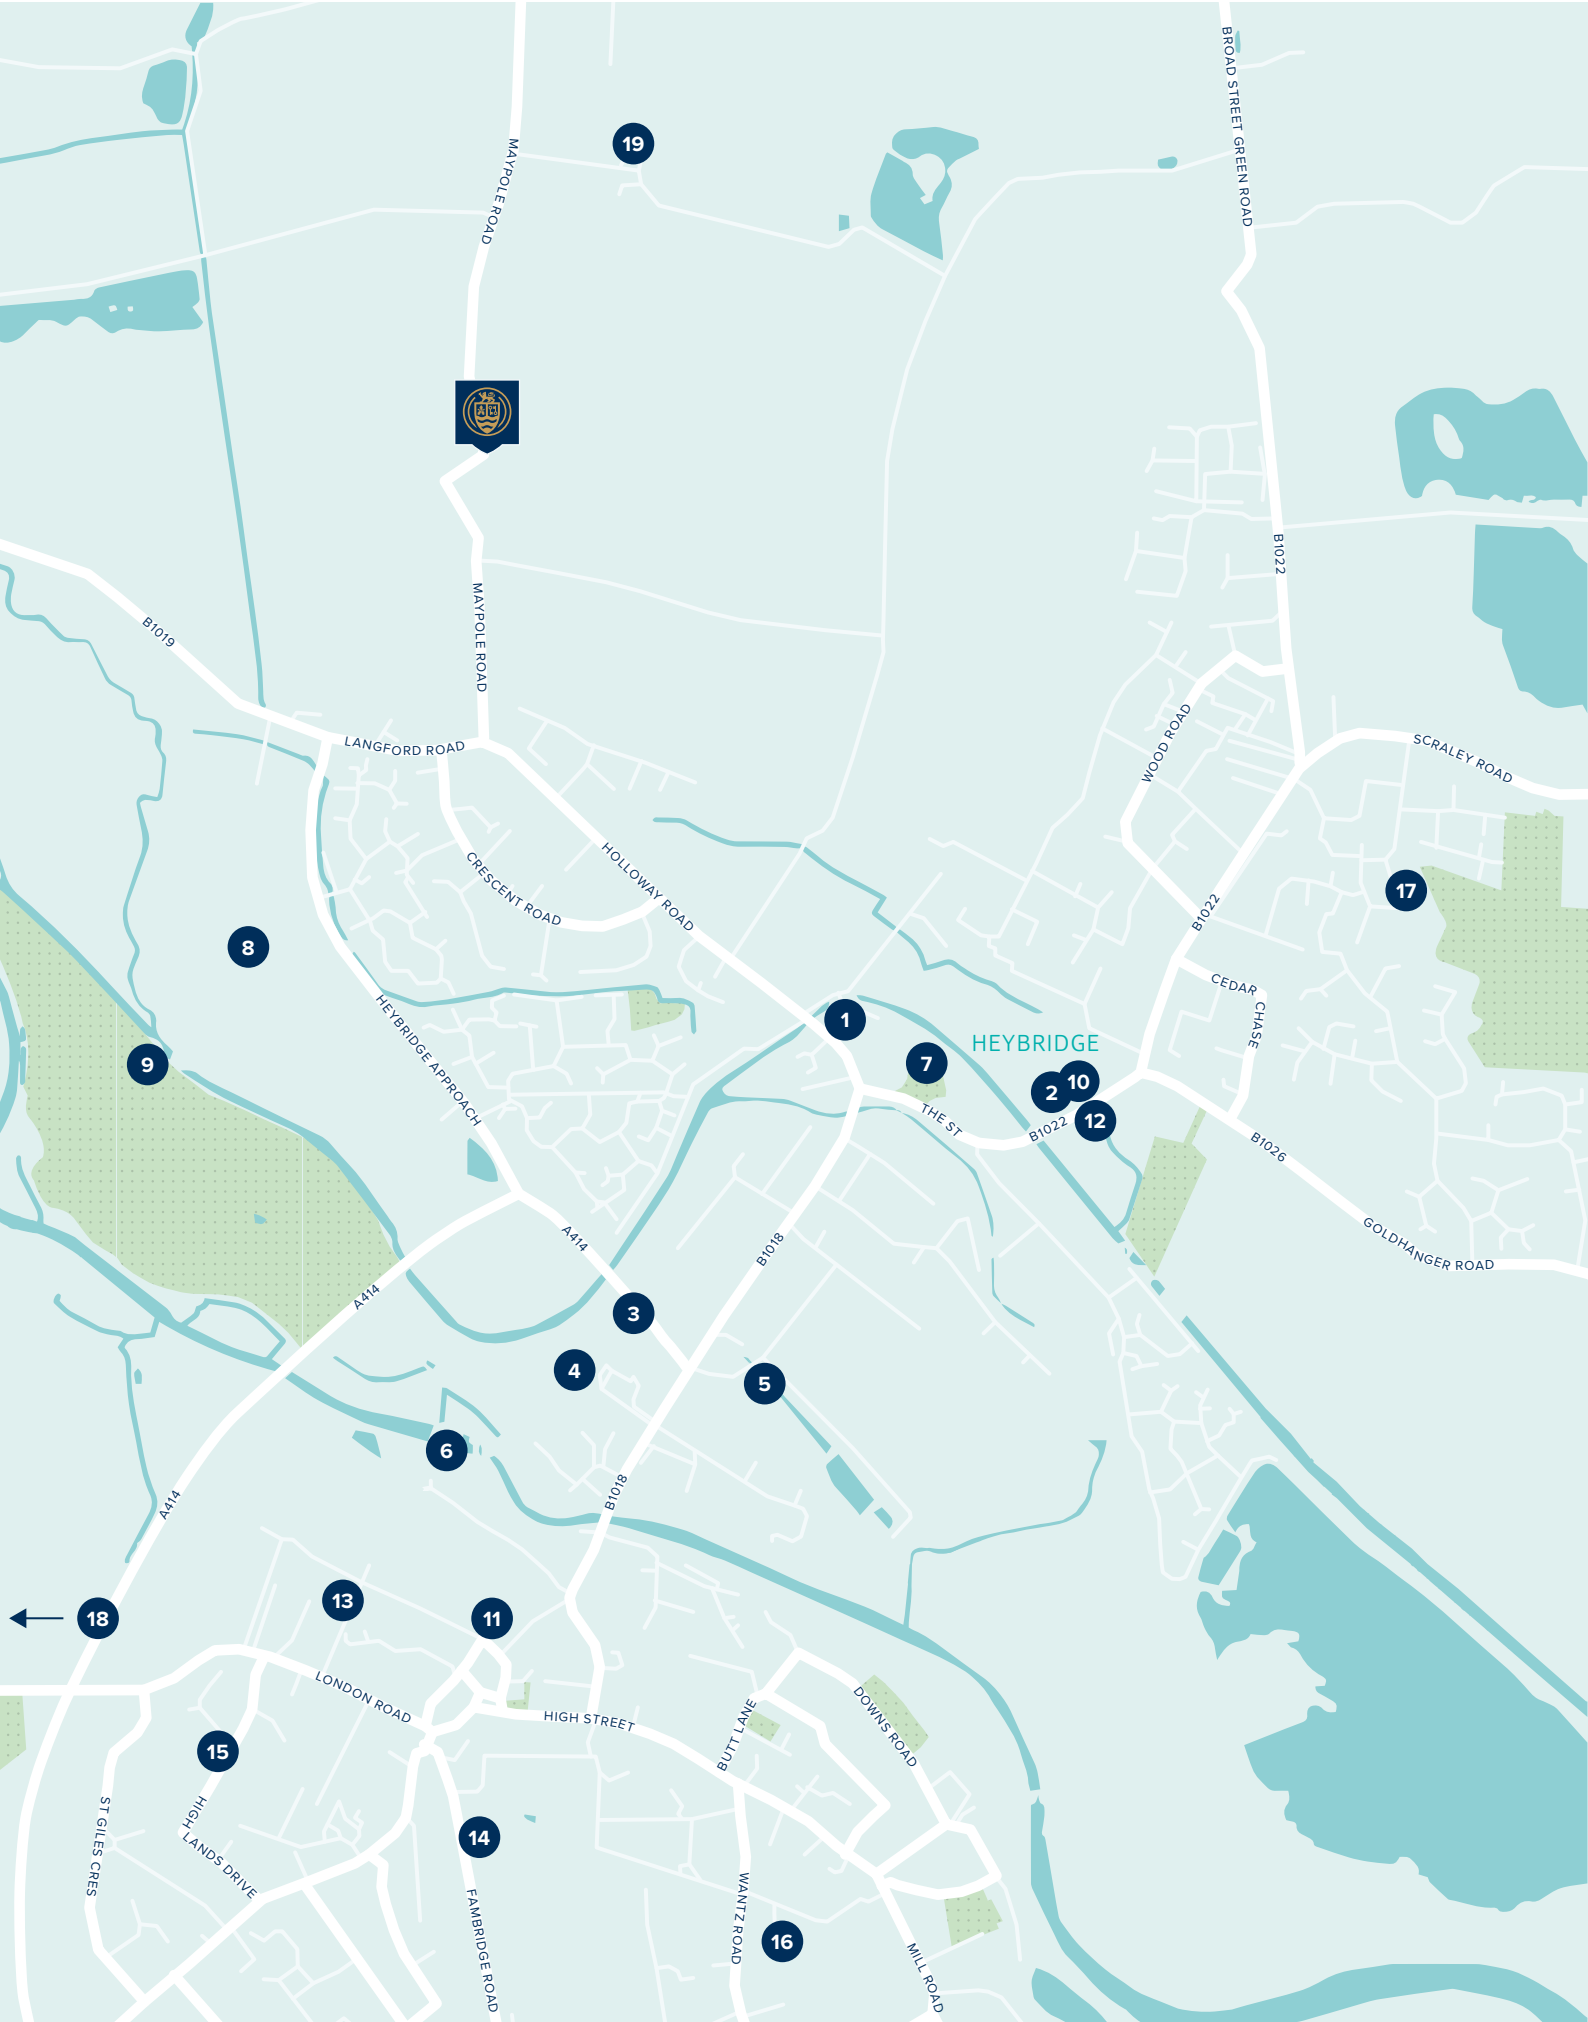 BROAD STREET GREEN ROAD
19
MAYPOLE ROAD
B1022
B1019
MAYPOLE ROAD
WOOD ROAD
LANGFORD ROAD
SCRALEY ROAD
HOLLOWAY ROAD
CRESCENT ROAD
17
B1022
8
CEDAR
CHASE
HEYBRIDGE APPROACH
1
HEYBRIDGE
7
9
10
2
12
THE ST
B1022
B1026
A414
B1018
GOLDHANGER ROAD
A414
3
4
5
6
B1018
A414
13
11
18
LONDON ROAD
HIGH STREET
BUTT LANE
DOWNS ROAD
15
HIGH
LANDS DRIVE
ST GILES CRES
14
FAMBRIDGE ROAD
WANTZ ROAD
16
MILL ROAD